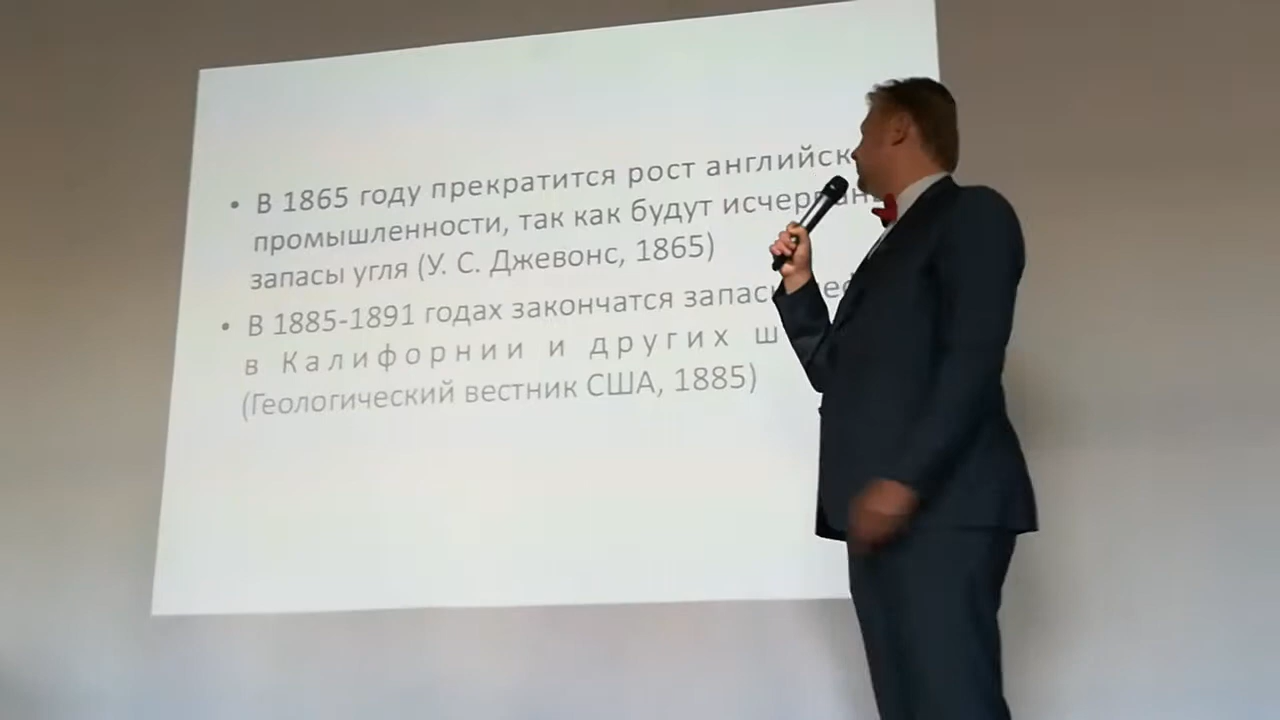 • В 1865 году прекратится рост английск
промышленности, так как будут исчерпан
запасы угля (У. С. Джевонс, 1865)
• В 1885-1891 годах закончатся запас
в Калифорнии и других ш
(Геологический вестник США, 1885)